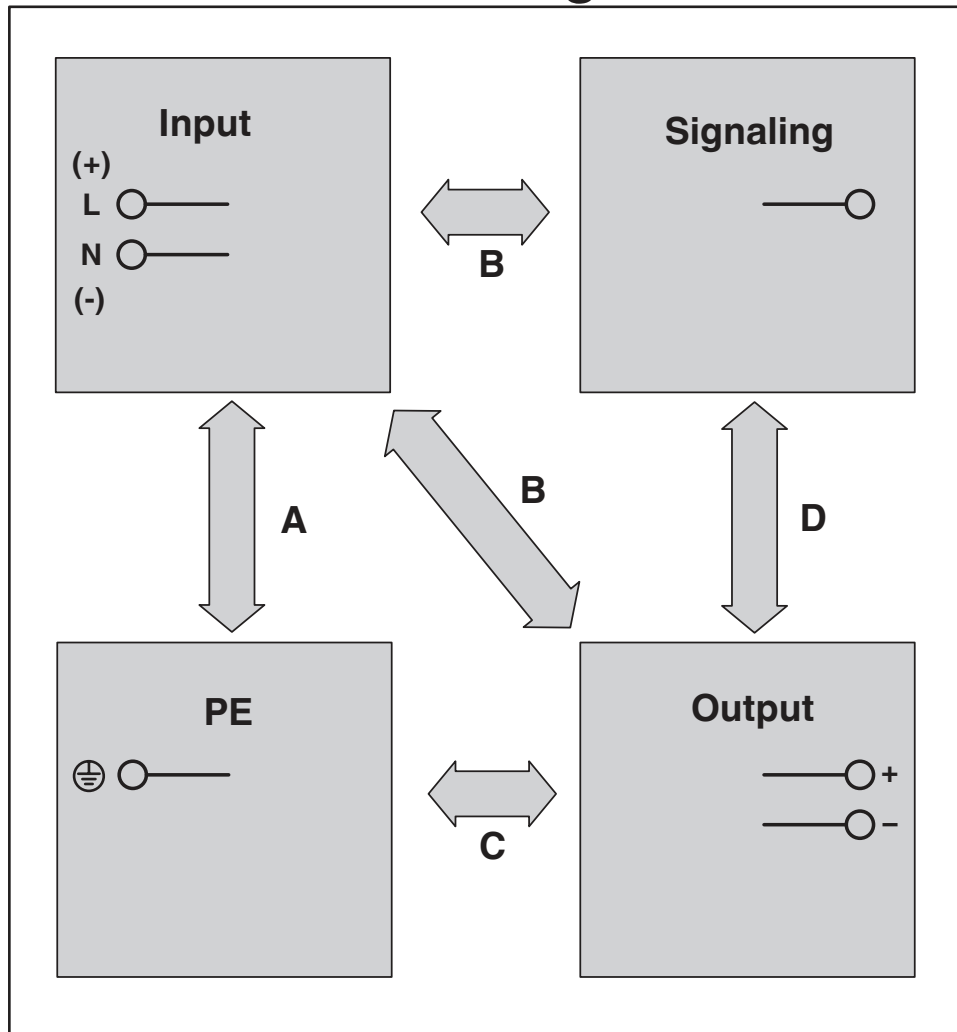 Input
(+)
L
N
(-)
Signaling
B
A
B
D
PE
Output
+
–
C